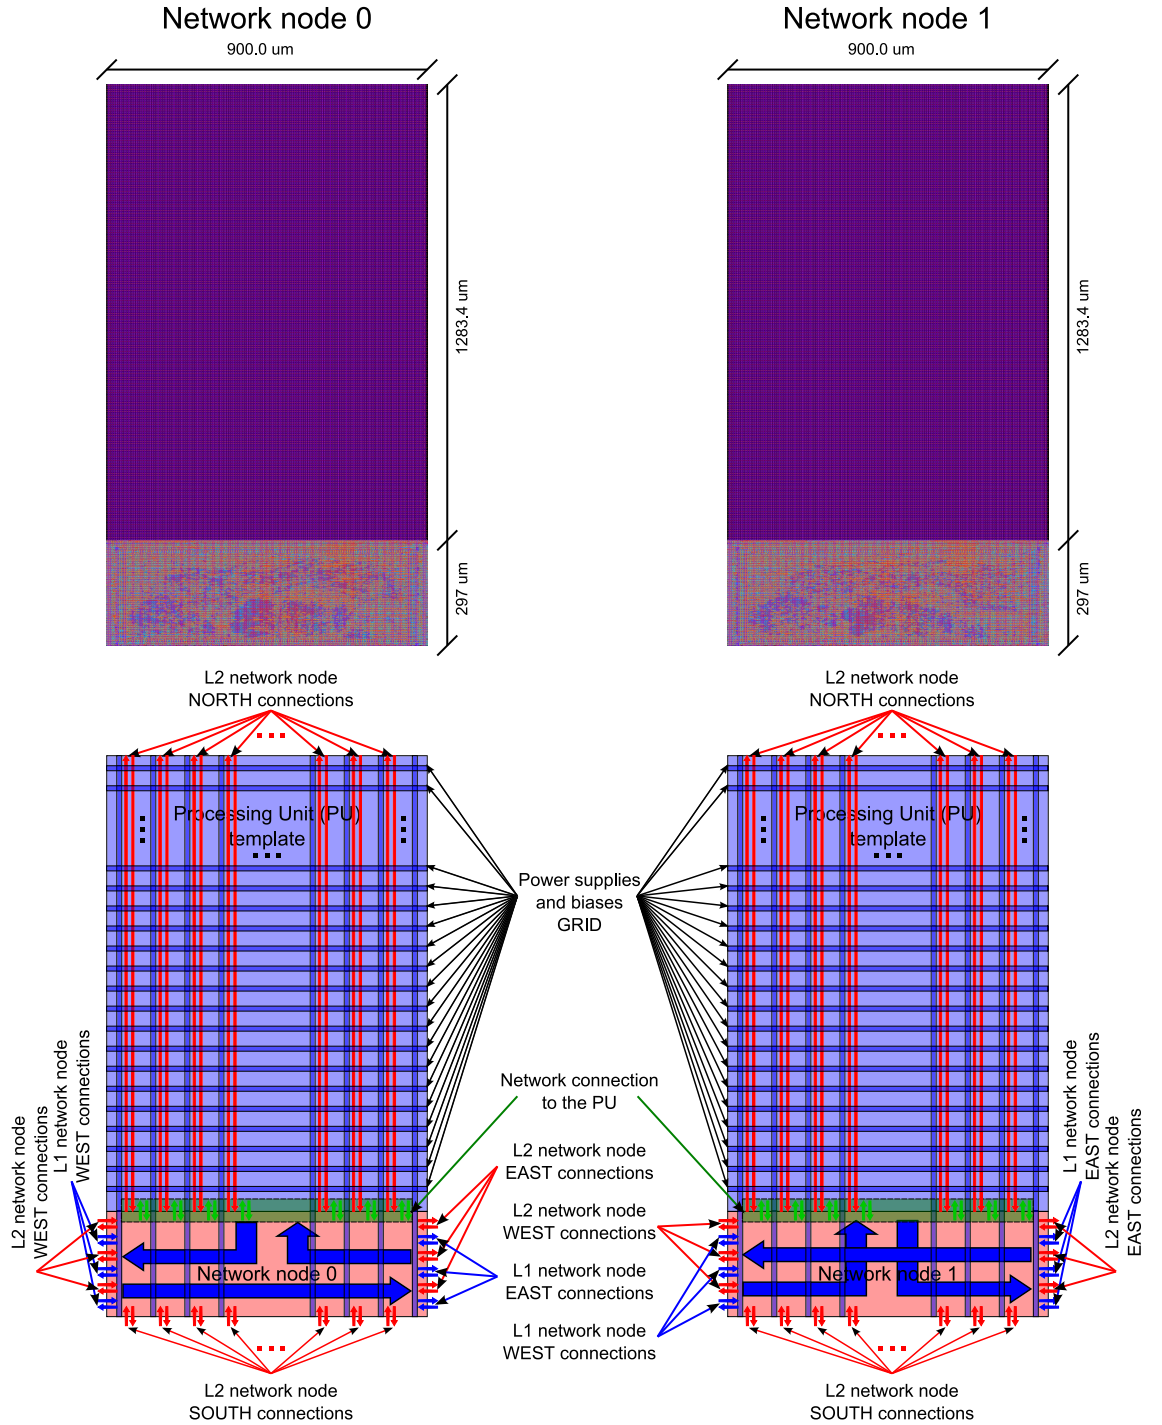 Network node 0
Network node 1
900.0 um
900.0 um
1283.4 um
1283.4 um
297 um
297 um
L2 network node
NORTH connections
L2 network node
NORTH connections
Processing Unit (PU)
template
Processing Unit (PU)
template
Power supplies
and biases
GRID
Network connection
to the PU
L2 network node
WEST connections
L1 network node
WEST connections
L2 network node
EAST connections
L2 network node
WEST connections
L1 network node
EAST connections
L1 network node
WEST connections
L1 network node
EAST connections
L2 network node
EAST connections
Network node 0
Network node 1
L2 network node
SOUTH connections
L2 network node
SOUTH connections